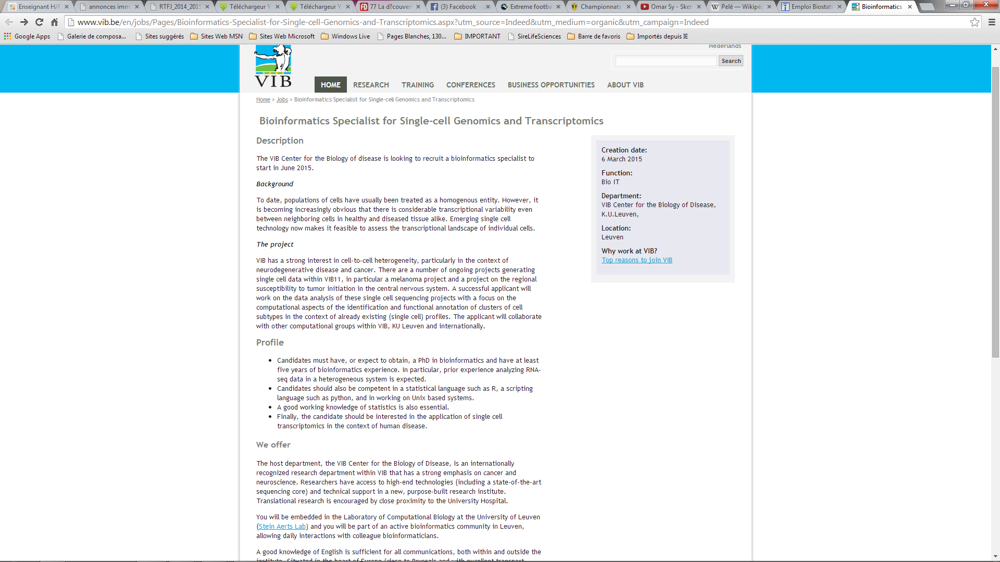 Enseignant H/F
annonces imm
RTFJ_2014_2015
Téléchargeur Y
Téléchargeur Y
77 La d?couver
(3) Facebook
Extreme footba
Championnats
Omar Sy - Sket
Pelé — Wikipéd
Emploi Biostati
Bioinformatics
www.vib.be/en/jobs/Pages/Bioinformatics-Specialist-for-Single-cell-Genomics-and-Transcriptomics.aspx?utm_source=Indeed&utm_medium=organic&utm_campaign=Indeed
Google Apps
Galerie de composa...
Sites suggérés
Sites Web MSN
Sites Web Microsoft
Windows Live
Pages Blanches, 130...
IMPORTANT
SireLifeSciences
Barre de favoris
Importés depuis IE
Nederlands
Search
VIB
HOME RESEARCH TRAINING CONFERENCES BUSINESS OPPORTUNITIES ABOUT VIB
Home > Jobs > Bioinformatics Specialist for Single-cell Genomics and Transcriptomics
Bioinformatics Specialist for Single-cell Genomics and Transcriptomics
Description
The VIB Center for the Biology of disease is looking to recruit a bioinformatics specialist to
start in June 2015.
Background
To date, populations of cells have usually been treated as a homogenous entity. However, it
is becoming increasingly obvious that there is considerable transcriptional variability even
between neighboring cells in healthy and diseased tissue alike. Emerging single cell
technology now makes it feasible to assess the transcriptional landscape of individual cells.
The project
VIB has a strong interest in cell-to-cell heterogeneity, particularly in the context of
neurodegenerative disease and cancer. There are a number of ongoing projects generating
single cell data within VIB11, in particular a melanoma project and a project on the regional
susceptibility to tumor initiation in the central nervous system. A successful applicant will
work on the data analysis of these single cell sequencing projects with a focus on the
computational aspects of the identification and functional annotation of clusters of cell
subtypes in the context of already existing (single cell) profiles. The applicant will collaborate
with other computational groups within VIB, KU Leuven and internationally.
Profile
• Candidates must have, or expect to obtain, a PhD in bioinformatics and have at least
five years of bioinformatics experience. In particular, prior experience analyzing RNA-
seq data in a heterogeneous system is expected.
• Candidates should also be competent in a statistical language such as R, a scripting
language such as python, and in working on Unix based systems.
• A good working knowledge of statistics is also essential.
• Finally, the candidate should be interested in the application of single cell
transcriptomics in the context of human disease.
We offer
The host department, the VIB Center for the Biology of Disease, is an internationally
recognized research department within VIB that has a strong emphasis on cancer and
neuroscience. Researchers have access to high-end technologies (including a state-of-the-art
sequencing core) and technical support in a new, purpose-built research institute.
Translational research is encouraged by close proximity to the University Hospital.
You will be embedded in the Laboratory of Computational Biology at the University of Leuven
(Stein Aerts Lab) and you will be part of an active bioinformatics community in Leuven,
allowing daily interactions with colleague bioinformaticians.
A good knowledge of English is sufficient for all communications, both within and outside the
institute. Situated in the heart of Europe (close to Brussels and with excellent transport
Creation date:
6 March 2015
Function:
Bio IT
Department:
VIB Center for the Biology of Disease,
K.U.Leuven,
Location:
Leuven
Why work at VIB?
Top reasons to join VIB